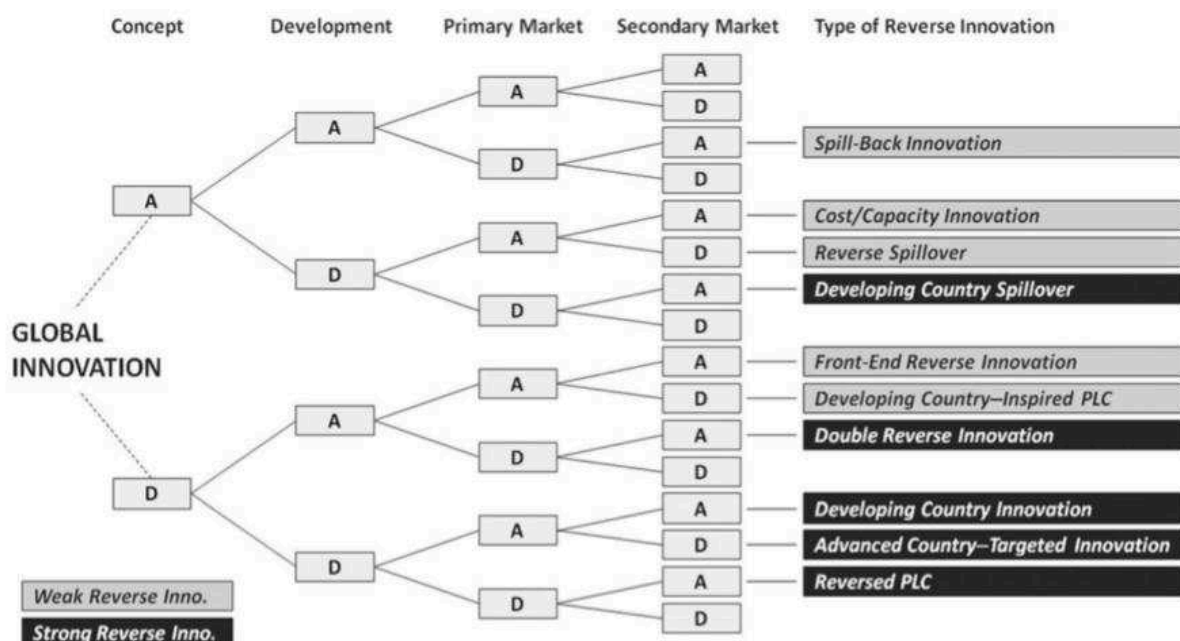 Concept Development Primary Market Secondary Market Type of Reverse Innovation
A
A
D
A
A Spill-Back Innovation
D
D
A
A Cost/Capacity Innovation
A
D Reverse Spillover
D
A Developing Country Spillover
D
D
GLOBAL
INNOVATION
A Front-End Reverse Innovation
A
D Developing Country–Inspired PLC
A
A Double Reverse Innovation
D
D
D
A Developing Country Innovation
A
D Advanced Country–Targeted Innovation
D
A Reversed PLC
D
D
Weak Reverse Inno.
Strong Reverse Inno.